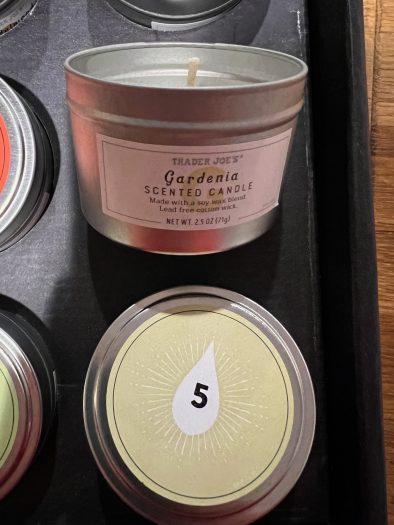 TRADER JOE'S®
Gardenia
SCENTED CANDLE
Made with a soy wax blend.
Lead free cotton wick.
NET WT. 2.5 OZ (71g)
5